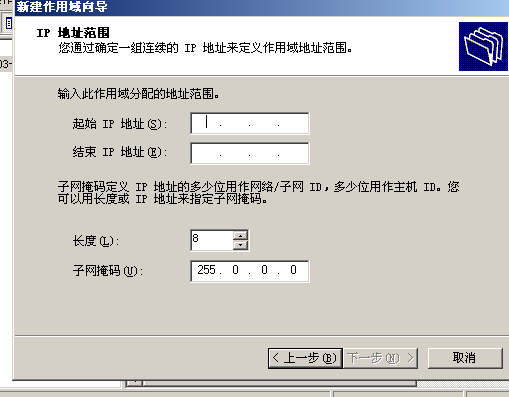 新建作用域向导
IP 地址范围
您通过确定一组连续的 IP 地址来定义作用域地址范围。
输入此作用域分配的地址范围。
起始 IP 地址(S):
结束 IP 地址(E):
子网掩码定义 IP 地址的多少位用作网络/子网 ID，多少位用作主机 ID。您
可以用长度或 IP 地址来指定子网掩码。
长度(L): 8
子网掩码(U): 255 . 0 . 0 . 0
< 上一步(B) 下一步(N) > 取消